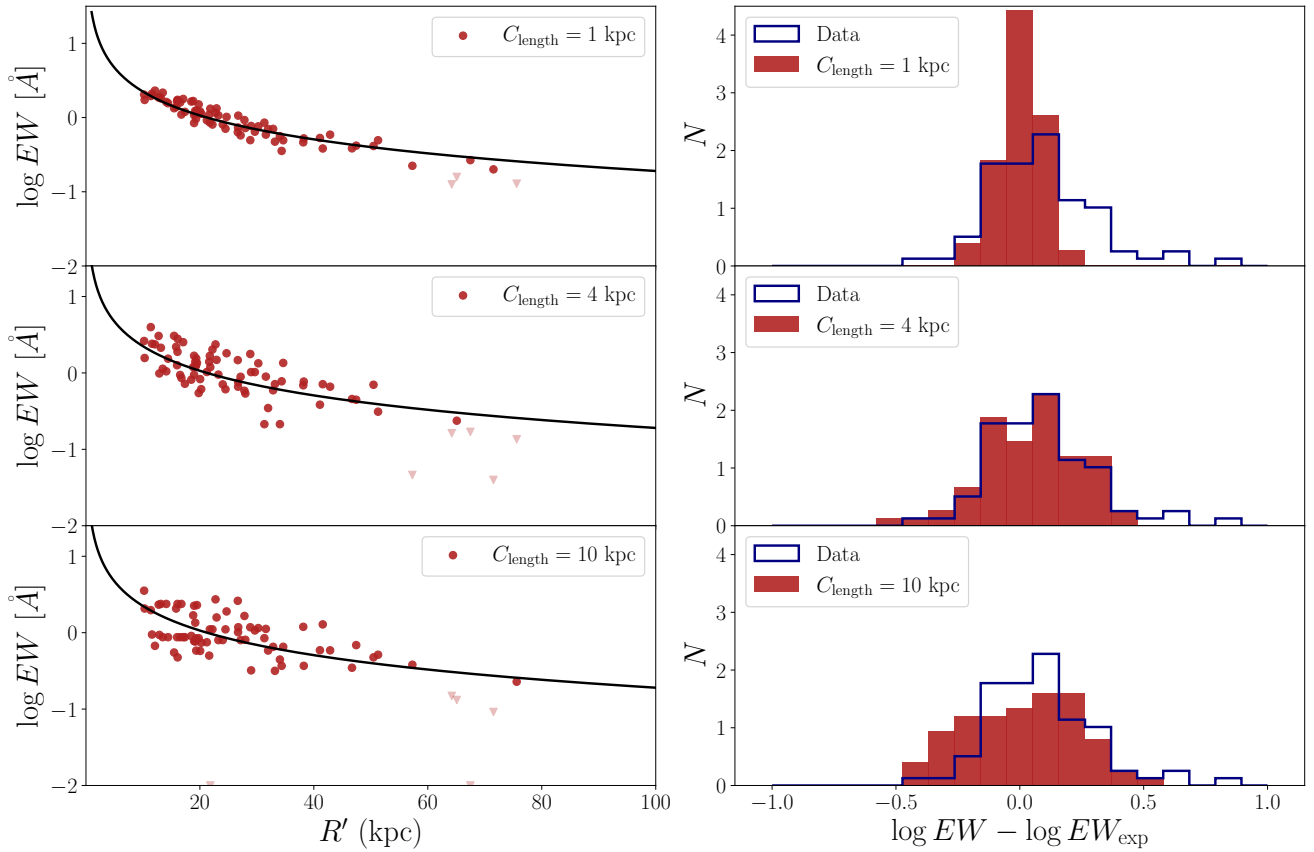 C_length = 1 kpc
log EW [Å]
1
0
−1
−2
Data
C_length = 1 kpc
N
4
3
2
1
0
C_length = 4 kpc
log EW [Å]
1
0
−1
−2
Data
C_length = 4 kpc
N
4
3
2
1
0
C_length = 10 kpc
log EW [Å]
1
0
−1
−2
20 40 60 80 100
R′ (kpc)
Data
C_length = 10 kpc
N
4
3
2
1
0
−1.0 −0.5 0.0 0.5 1.0
log EW − log EW_exp